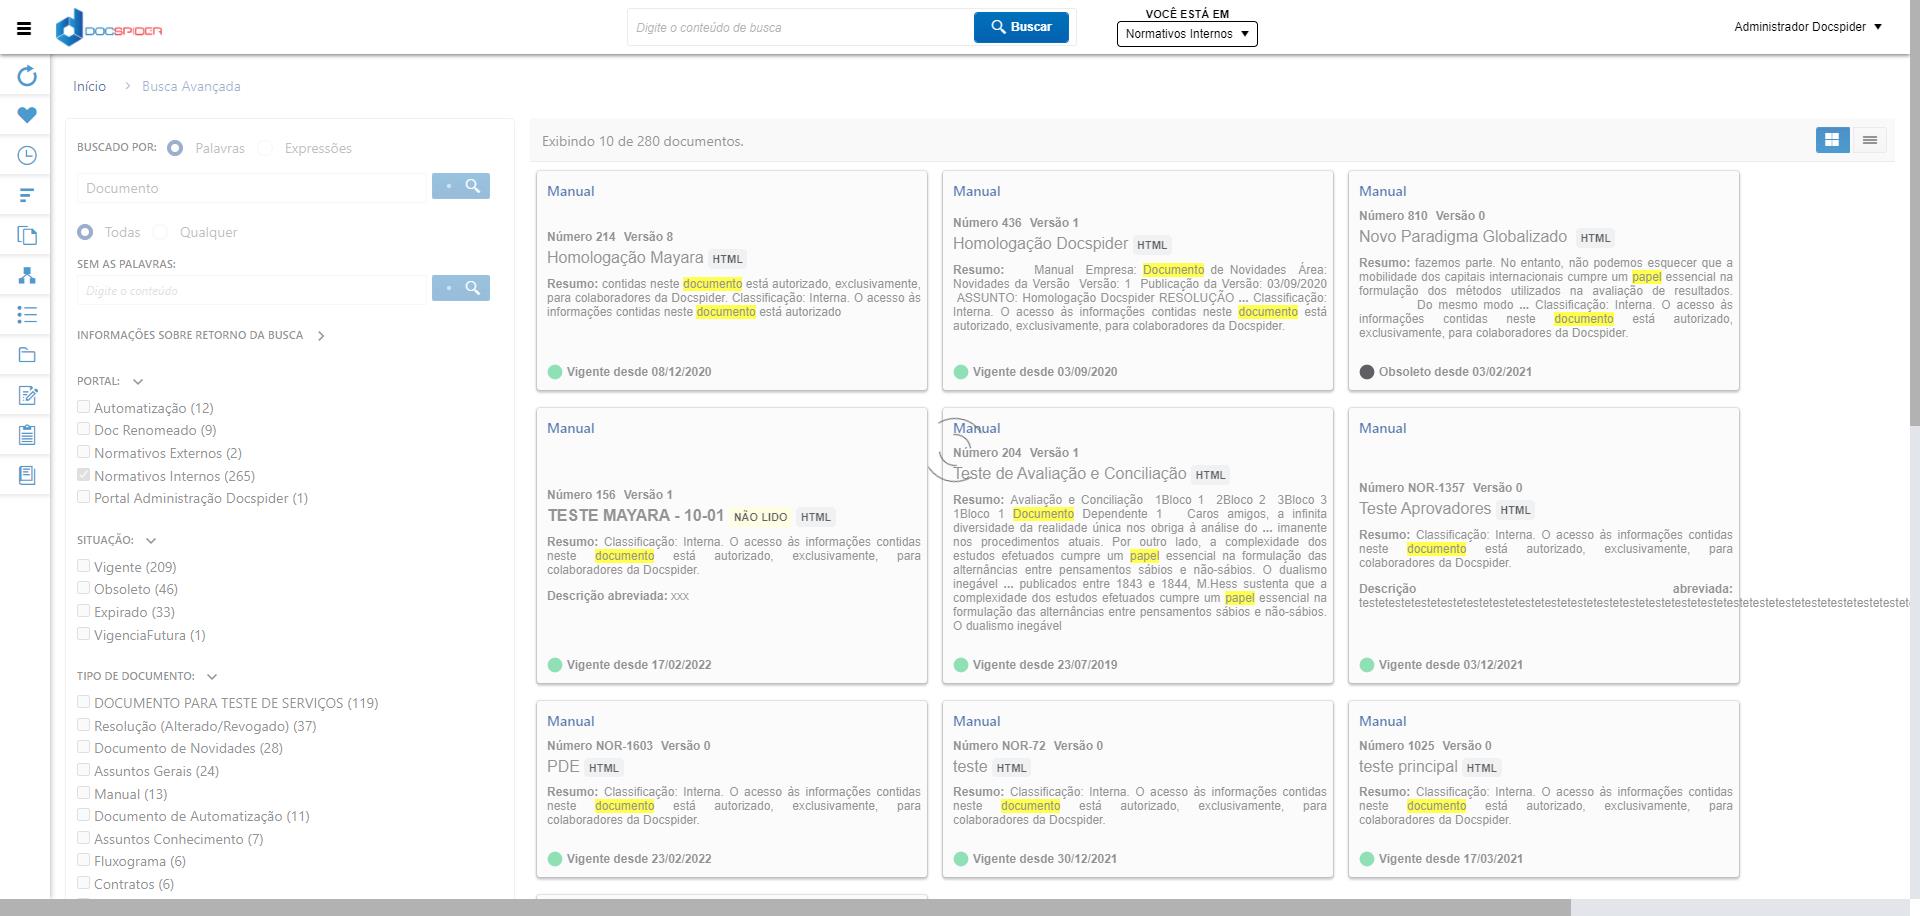 DOCSPIDER
Digite o conteúdo de busca
Buscar
VOCÊ ESTÁ EM
Normativos Internos
Administrador Docspider
Início
Busca Avançada
BUSCADO POR:
Palavras
Expressões
Documento
Todas
Qualquer
SEM AS PALAVRAS:
Digite o conteúdo
INFORMAÇÕES SOBRE RETORNO DA BUSCA
PORTAL:
Automatização (12)
Doc Renomeado (9)
Normativos Externos (2)
Normativos Internos (265)
Portal Administração Docspider (1)
SITUAÇÃO:
Vigente (209)
Obsoleto (46)
Expirado (33)
VigenciaFutura (1)
TIPO DE DOCUMENTO:
DOCUMENTO PARA TESTE DE SERVIÇOS (119)
Resolução (Alterado/Revogado) (37)
Documento de Novidades (28)
Assuntos Gerais (24)
Manual (13)
Documento de Automatização (11)
Assuntos Conhecimento (7)
Fluxograma (6)
Contratos (6)
Exibindo 10 de 280 documentos.
Manual
Número 214 Versão 8
Homologação Mayara HTML
Resumo: contidas neste documento está autorizado, exclusivamente,
para colaboradores da Docspider. Classificação: Interna. O acesso às
informações contidas neste documento está autorizado
Vigente desde 08/12/2020
Manual
Número 436 Versão 1
Homologação Docspider HTML
Resumo: Manual Empresa: Documento de Novidades Área:
Novidades da Versão Versão: 1 Publicação da Versão: 03/09/2020
ASSUNTO: Homologação Docspider RESOLUÇÃO ... Classificação:
Interna. O acesso às informações contidas neste documento está
autorizado, exclusivamente, para colaboradores da Docspider.
Vigente desde 03/09/2020
Manual
Número 810 Versão 0
Novo Paradigma Globalizado HTML
Resumo: fazemos parte. No entanto, não podemos esquecer que a
mobilidade dos capitais internacionais cumpre um papel essencial na
formulação dos métodos utilizados na avaliação de resultados.
Do mesmo modo ... Classificação: Interna. O acesso às
informações contidas neste documento está autorizado,
exclusivamente, para colaboradores da Docspider.
Obsoleto desde 03/02/2021
Manual
Número 156 Versão 1
TESTE MAYARA - 10-01 NÃO LIDO HTML
Resumo: Classificação: Interna. O acesso às informações contidas
neste documento está autorizado, exclusivamente, para
colaboradores da Docspider.
Descrição abreviada: xxx
Vigente desde 17/02/2022
Manual
Número 204 Versão 1
Teste de Avaliação e Conciliação HTML
Resumo: Avaliação e Conciliação 1Bloco 1 2Bloco 2 3Bloco 3
1Bloco 1 Documento Dependente 1 Caros amigos, a infinita
diversidade da realidade única nos obriga à análise do ... imanente
nos procedimentos atuais. Por outro lado, a complexidade dos
estudos efetuados cumpre um papel essencial na formulação das
alternâncias entre pensamentos sábios e não-sábios. O dualismo
inegável ... publicados entre 1843 e 1844, M.Hess sustenta que a
complexidade dos estudos efetuados cumpre um papel essencial na
formulação das alternâncias entre pensamentos sábios e não-sábios.
O dualismo inegável
Vigente desde 23/07/2019
Manual
Número NOR-1357 Versão 0
Teste Aprovadores HTML
Resumo: Classificação: Interna. O acesso às informações contidas
neste documento está autorizado, exclusivamente, para
colaboradores da Docspider.
Descrição abreviada:
testetestetestetestetestetestetestetestetestetestetestetestetestetestetestetestetestetestetestetestetestetestetestetestetestetes
Vigente desde 03/12/2021
Manual
Número NOR-1603 Versão 0
PDE HTML
Resumo: Classificação: Interna. O acesso às informações contidas
neste documento está autorizado, exclusivamente, para
colaboradores da Docspider.
Vigente desde 23/02/2022
Manual
Número NOR-72 Versão 0
teste HTML
Resumo: Classificação: Interna. O acesso às informações contidas
neste documento está autorizado, exclusivamente, para
colaboradores da Docspider.
Vigente desde 30/12/2021
Manual
Número 1025 Versão 0
teste principal HTML
Resumo: Classificação: Interna. O acesso às informações contidas
neste documento está autorizado, exclusivamente, para
colaboradores da Docspider.
Vigente desde 17/03/2021